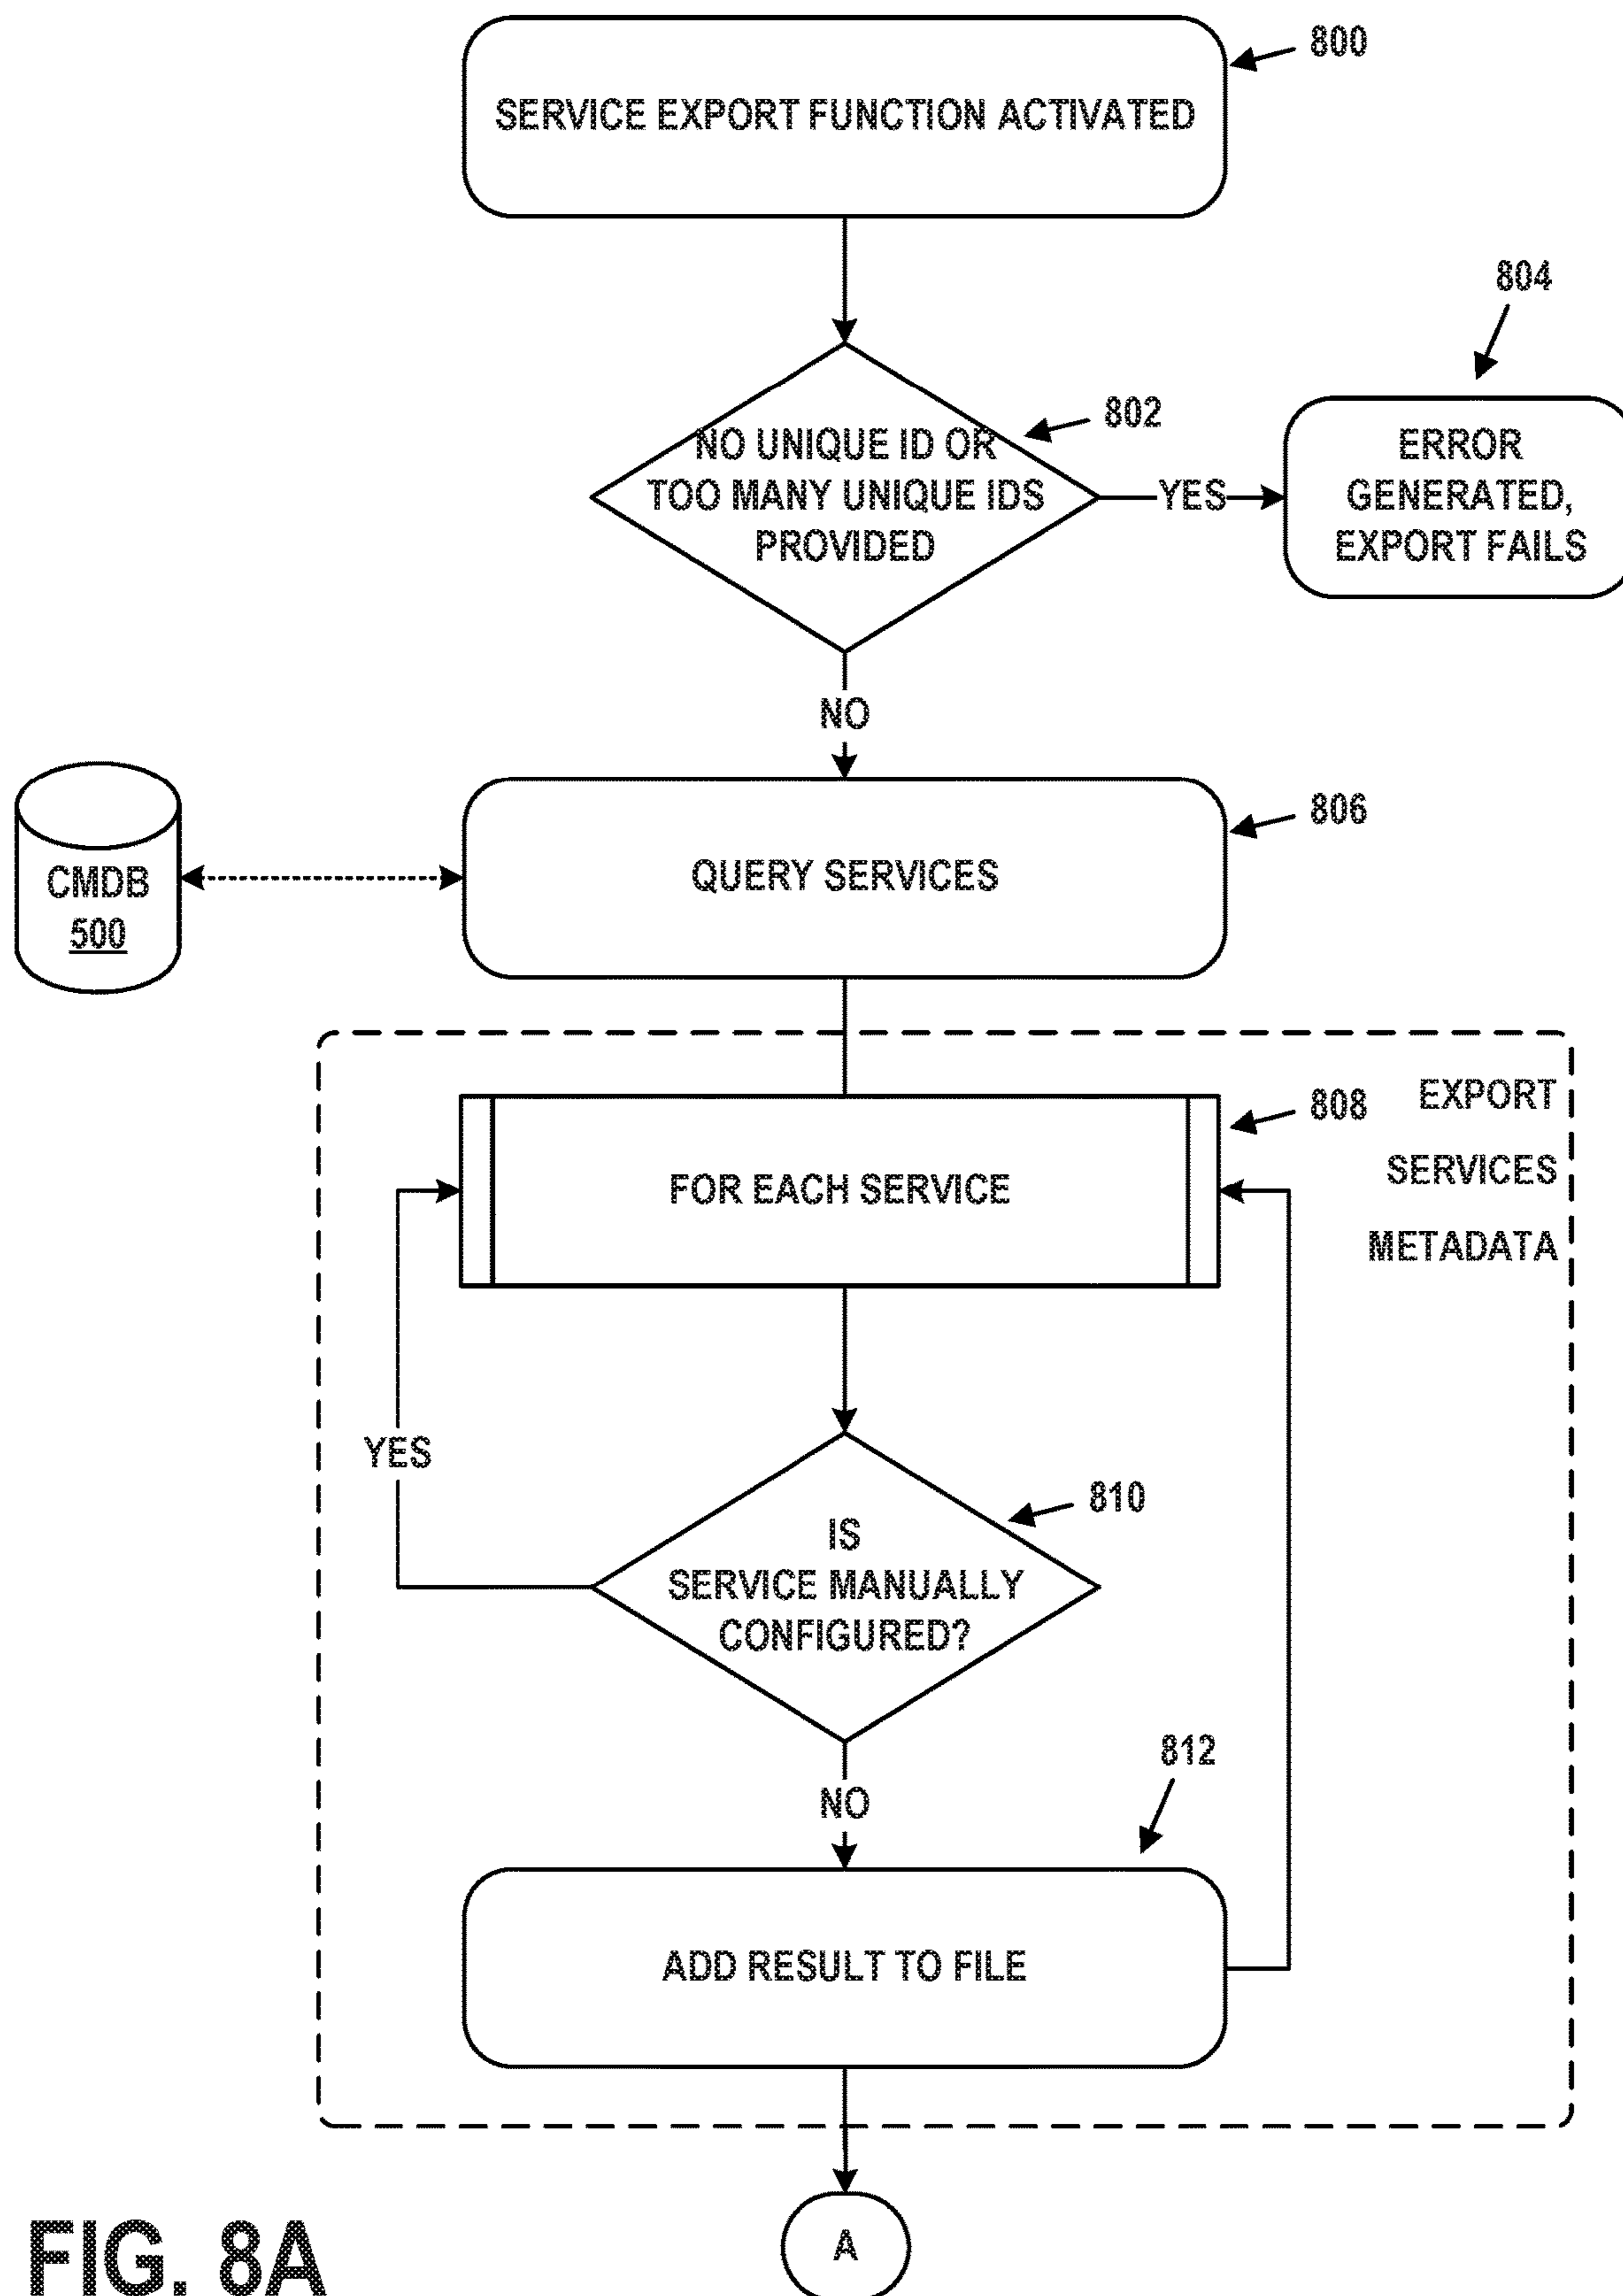 800
SERVICE EXPORT FUNCTION ACTIVATED
804
802
NO UNIQUE ID OR
TOO MANY UNIQUE IDS
PROVIDED
YES
ERROR
GENERATED,
EXPORT FAILS
NO
806
CMDB
500
QUERY SERVICES
808
EXPORT
SERVICES
METADATA
FOR EACH SERVICE
YES
810
IS
SERVICE MANUALLY
CONFIGURED?
812
NO
ADD RESULT TO FILE
A
FIG. 8A